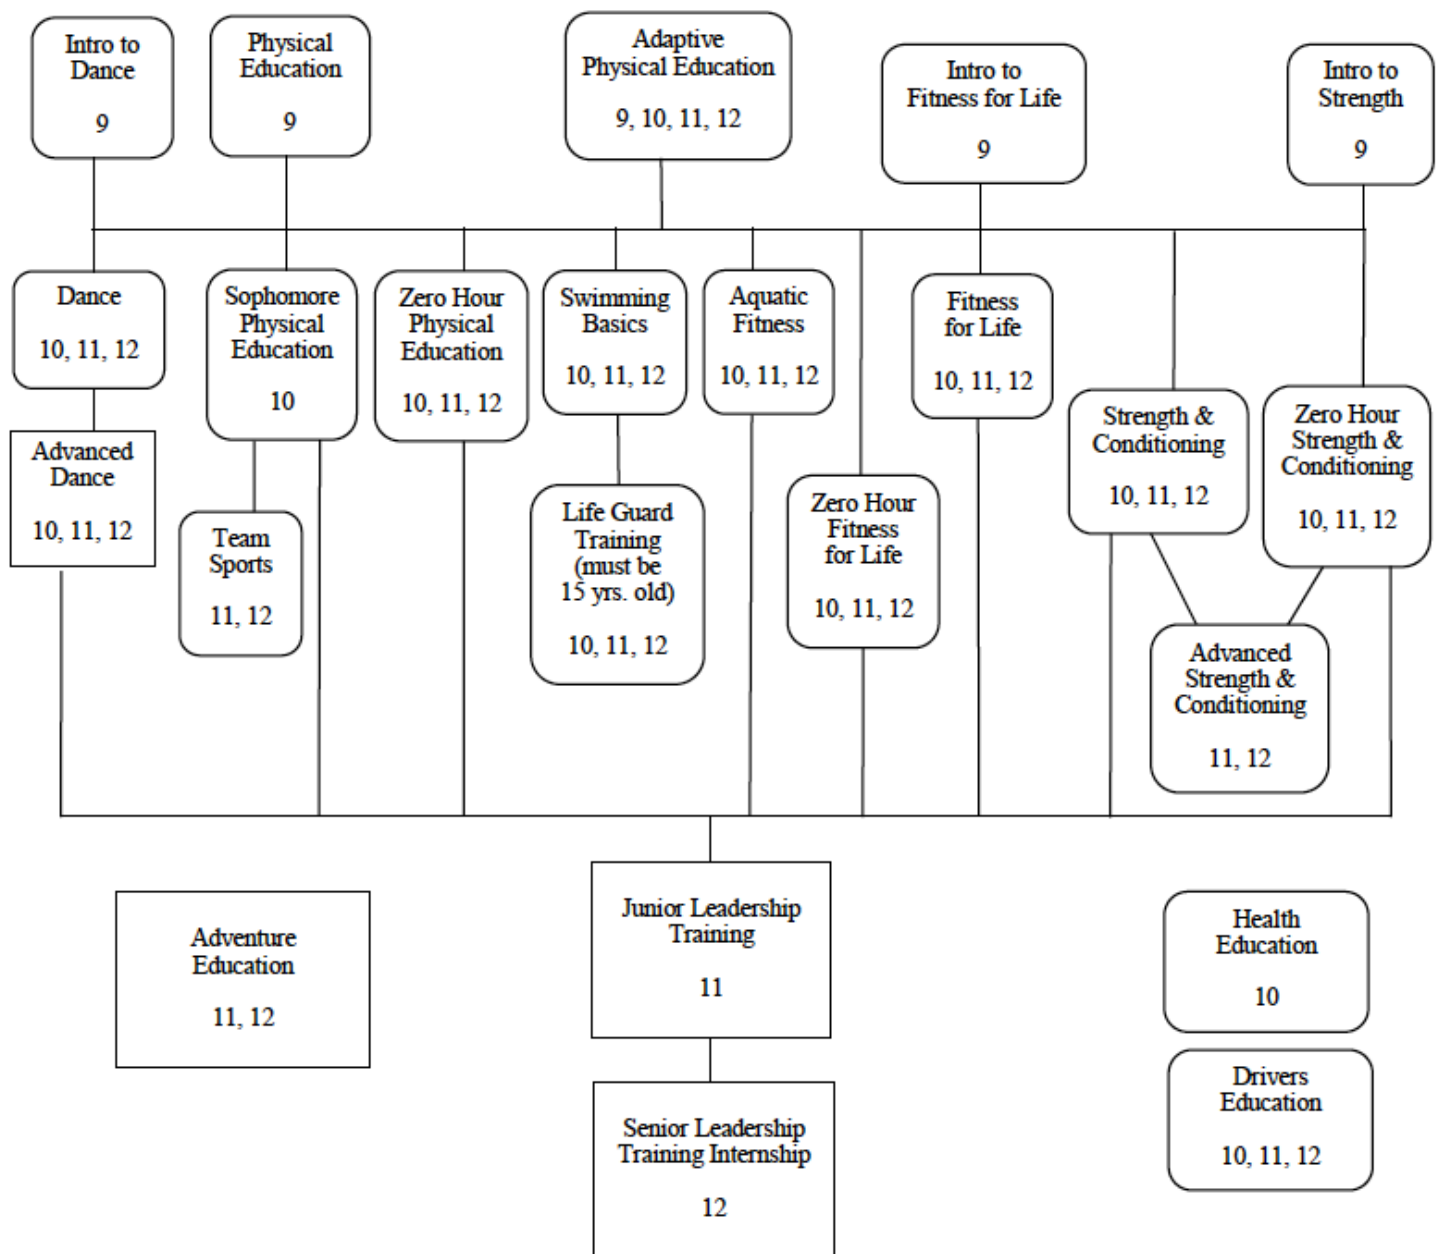 Intro to
Dance
9
Physical
Education
9
Adaptive
Physical Education
9, 10, 11, 12
Intro to
Fitness for Life
9
Intro to
Strength
9
Dance
10, 11, 12
Sophomore
Physical
Education
10
Zero Hour
Physical
Education
10, 11, 12
Swimming
Basics
10, 11, 12
Aquatic
Fitness
10, 11, 12
Fitness
for Life
10, 11, 12
Strength &
Conditioning
10, 11, 12
Zero Hour
Strength &
Conditioning
10, 11, 12
Advanced
Dance
10, 11, 12
Team
Sports
11, 12
Life Guard
Training
(must be
15 yrs. old)
10, 11, 12
Zero Hour
Fitness
for Life
10, 11, 12
Advanced
Strength &
Conditioning
11, 12
Adventure
Education
11, 12
Junior Leadership
Training
11
Health
Education
10
Senior Leadership
Training Internship
12
Drivers
Education
10, 11, 12